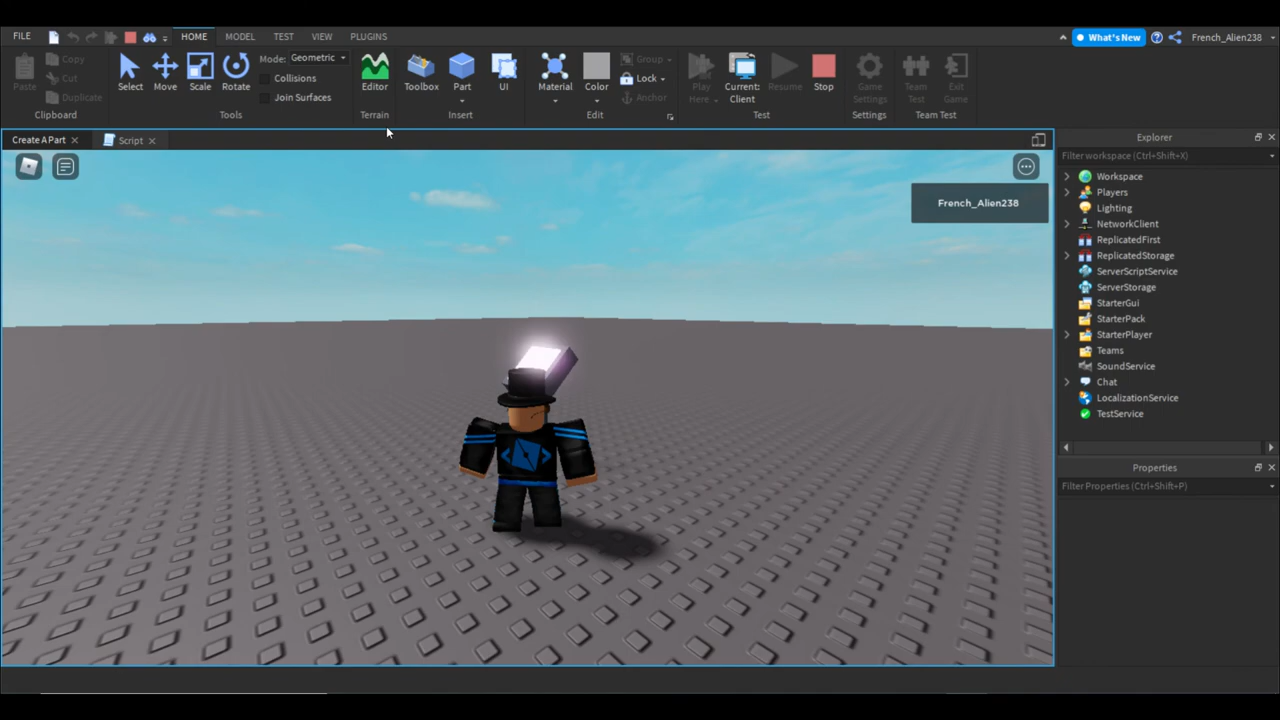 FILE HOME MODEL TEST VIEW PLUGINS What's New French_Alien238
Paste Copy Cut Duplicate
Clipboard
Select Move Scale Rotate
Mode: Geometric
Collisions
Join Surfaces
Tools
Editor
Terrain
Toolbox Part UI
Insert
Material Color Group Lock Anchor
Edit
Play Here Current: Client Resume Stop
Test
Game Settings
Settings
Team Test Exit Game
Team Test
Create A Part Script
French_Alien238
Explorer
Filter workspace (Ctrl+Shift+X)
Workspace
Players
Lighting
NetworkClient
ReplicatedFirst
ReplicatedStorage
ServerScriptService
ServerStorage
StarterGui
StarterPack
StarterPlayer
Teams
SoundService
Chat
LocalizationService
TestService
Properties
Filter Properties (Ctrl+Shift+P)